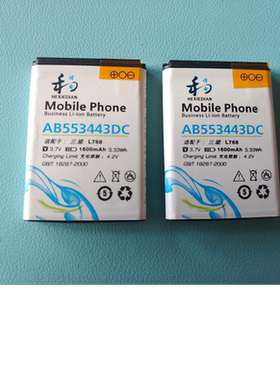 HEXIEDIAN
Mobile Phone
Business Li-ion Battery
AB553443DC
适配于: 三星 L768
3.7V 1600mAh 3.33Wh
Charging Limit: 充电限制: 4.2V
GB/T 18287-2000
5
HEXIEDIAN
Mobile Phone
Business Li-ion Battery
AB553443DC
适配于: 三星 L768
3.7V 1600mAh 3.33Wh
Charging Limit: 充电限制: 4.2V
GB/T 18287-2000
5